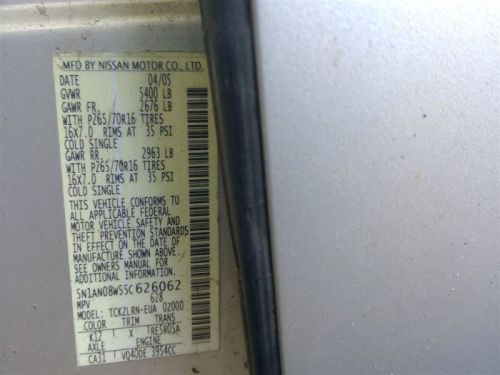 MFD BY NISSAN MOTOR CO., LTD.
DATE 04/05
GVWR 5400 LB
GAWR FR. 2676 LB
WITH P265/70R16 TIRES
16X7.0 RIMS AT 35 PSI
COLD SINGLE
GAWR RR. 2963 LB
WITH P265/70R16 TIRES
16X7.0 RIMS AT 35 PSI
COLD SINGLE
THIS VEHICLE CONFORMS TO
ALL APPLICABLE FEDERAL
MOTOR VEHICLE SAFETY AND
THEFT PREVENTION STANDARDS
IN EFFECT ON THE DATE OF
MANUFACTURE SHOWN ABOVE.
SEE OWNERS MANUAL FOR
ADDITIONAL INFORMATION.
5N1AN08W55C626062
MPV 628
MODEL: TCKZLRN-EUA 02000
COLOR TRIM TRANS
K12 X RE5R05A
AXLE ENGINE
CA31 VQ40DE 3954CC